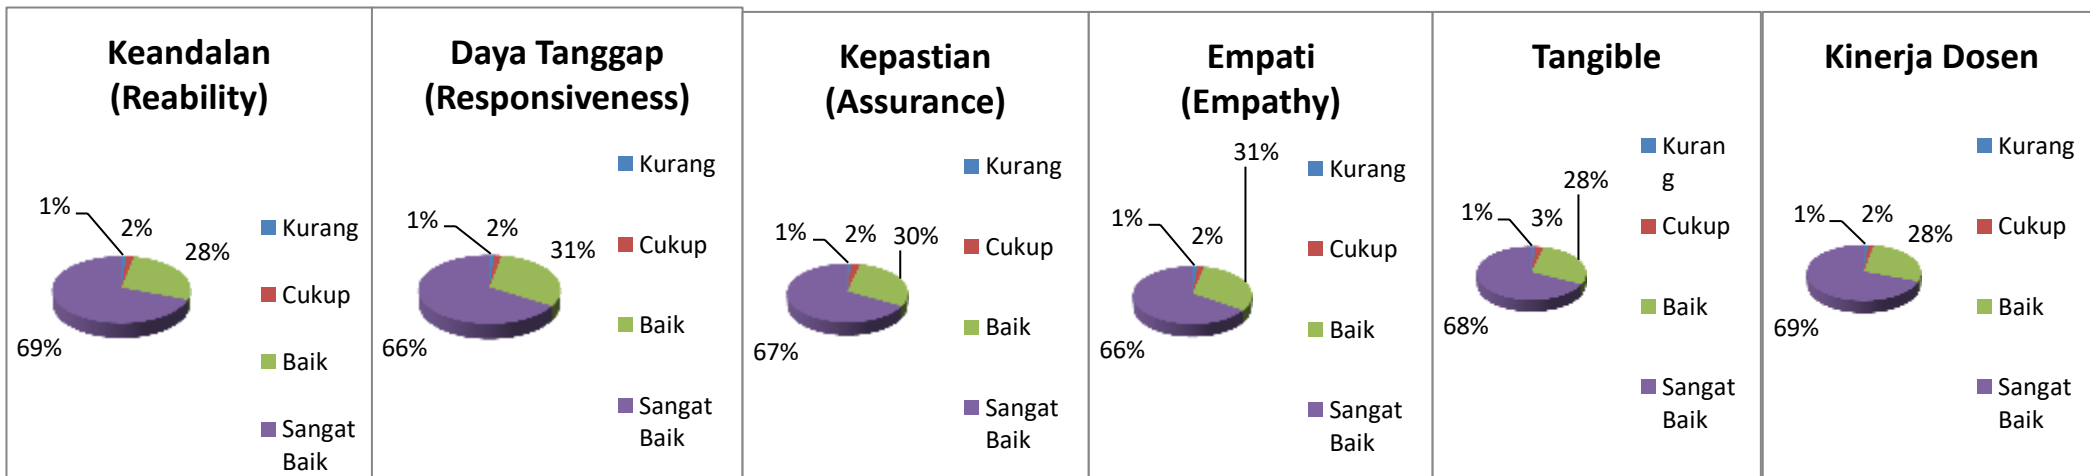 Keandalan
(Reability)
1%
2%
28%
69%
Kurang
Cukup
Baik
Sangat
Baik
Daya Tanggap
(Responsiveness)
1%
2%
31%
66%
Kurang
Cukup
Baik
Sangat
Baik
Kepastian
(Assurance)
1%
2%
30%
67%
Kurang
Cukup
Baik
Sangat
Baik
Empati
(Empathy)
1%
2%
31%
66%
Kurang
Cukup
Baik
Sangat
Baik
Tangible
1%
3%
28%
68%
Kuran
g
Cukup
Baik
Sangat
Baik
Kinerja Dosen
1%
2%
28%
69%
Kurang
Cukup
Baik
Sangat
Baik